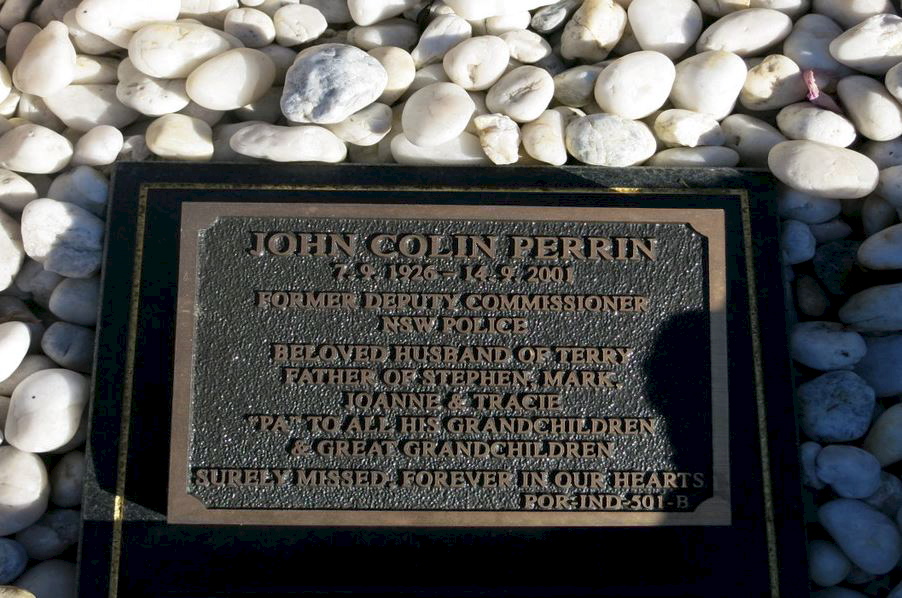 JOHN COLIN PERRIN
7.9.1926 – 14.9.2001
FORMER DEPUTY COMMISSIONER
NSW POLICE
BELOVED HUSBAND OF TERRY
FATHER OF STEPHEN, MARK,
JOANNE & TRACIE
"PA" TO ALL HIS GRANDCHILDREN
& GREAT GRANDCHILDREN
SURELY MISSED, FOREVER IN OUR HEARTS
POR-IND-501-B